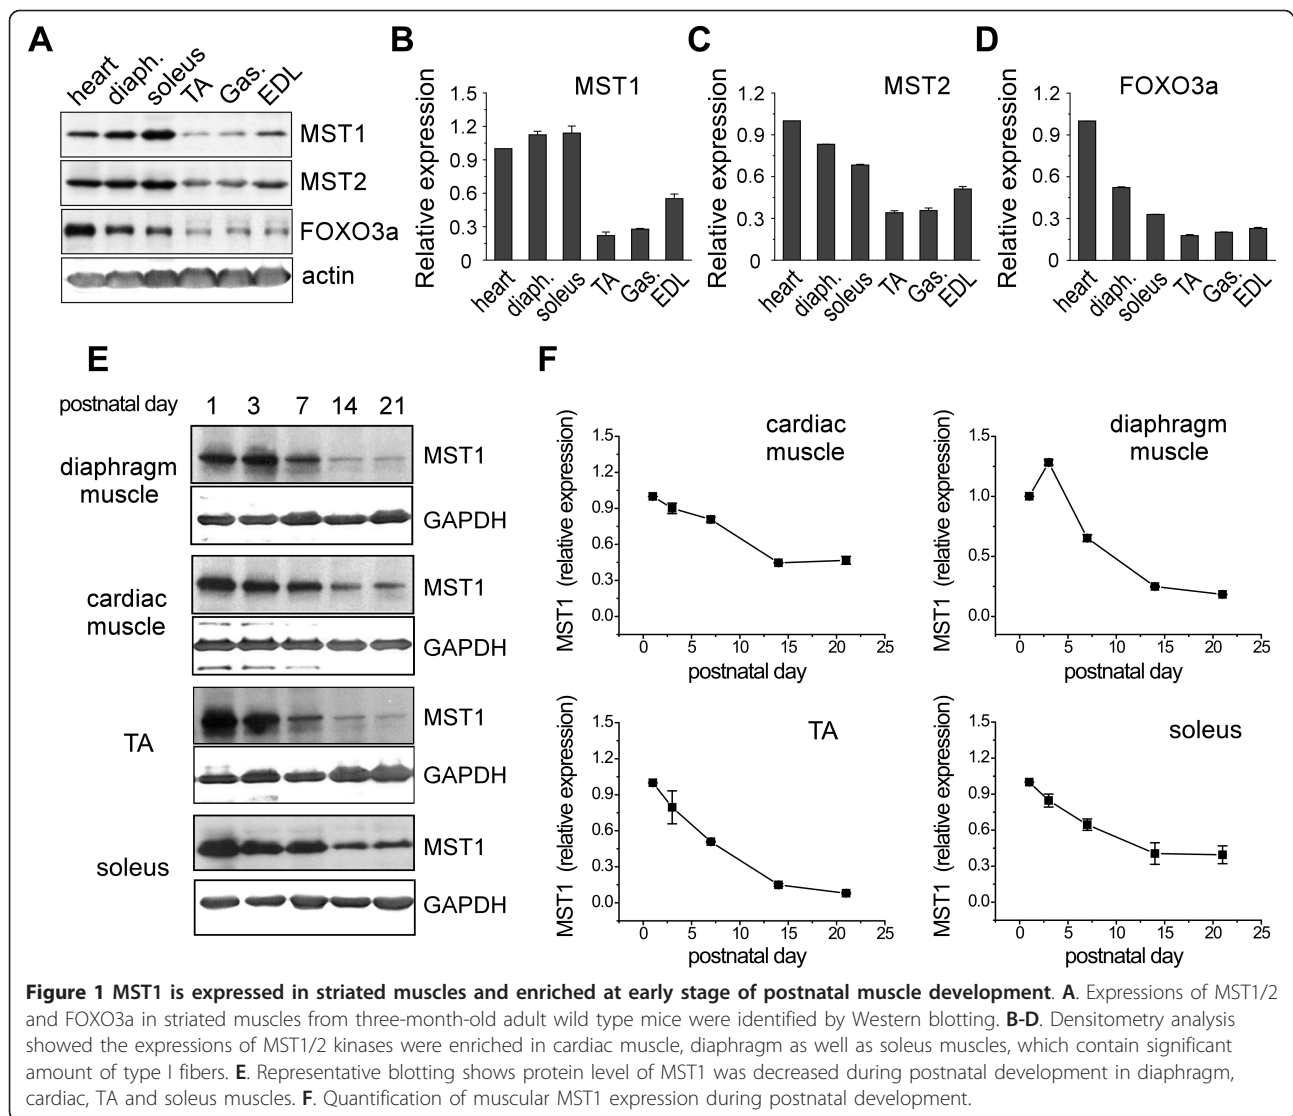 A
B
C
D
heart diaph. soleus TA Gas. EDL
MST1
MST2
FOXO3a
actin
MST1
Relative expression
1.5
1.2
0.9
0.6
0.3
0
heart diaph. soleus TA Gas. EDL
MST2
Relative expression
1.2
0.9
0.6
0.3
0
heart diaph. soleus TA Gas. EDL
FOXO3a
Relative expression
1.2
0.9
0.6
0.3
0
heart diaph. soleus TA Gas. EDL
E
postnatal day 1 3 7 14 21
diaphragm
muscle
MST1
GAPDH
cardiac
muscle
MST1
GAPDH
TA
MST1
GAPDH
soleus
MST1
GAPDH
F
cardiac
muscle
MST1 (relative expression)
1.5
1.2
0.9
0.6
0.3
0.0
0 5 10 15 20 25
postnatal day
diaphragm
muscle
MST1 (relative expression)
1.5
1.0
0.5
0.0
0 5 10 15 20 25
postnatal day
TA
MST1 (relative expression)
1.5
1.2
0.9
0.6
0.3
0.0
0 5 10 15 20 25
postnatal day
soleus
MST1 (relative expression)
1.5
1.2
0.9
0.6
0.3
0.0
0 5 10 15 20 25
postnatal day
Figure 1 MST1 is expressed in striated muscles and enriched at early stage of postnatal muscle development. A. Expressions of MST1/2
and FOXO3a in striated muscles from three-month-old adult wild type mice were identified by Western blotting. B-D. Densitometry analysis
showed the expressions of MST1/2 kinases were enriched in cardiac muscle, diaphragm as well as soleus muscles, which contain significant
amount of type I fibers. E. Representative blotting shows protein level of MST1 was decreased during postnatal development in diaphragm,
cardiac, TA and soleus muscles. F. Quantification of muscular MST1 expression during postnatal development.